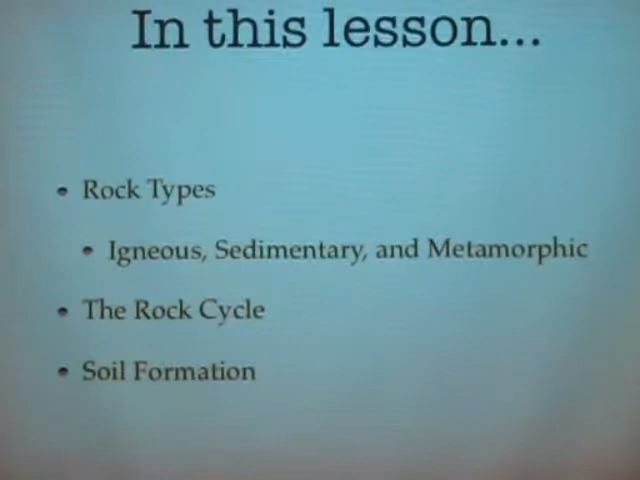 In this lesson...
• Rock Types
• Igneous, Sedimentary, and Metamorphic
• The Rock Cycle
• Soil Formation